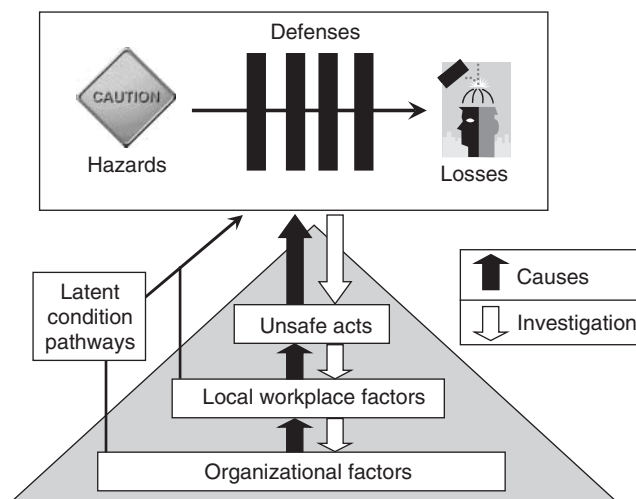 Defenses
CAUTION
Hazards
Losses
Latent
condition
pathways
Causes
Investigation
Unsafe acts
Local workplace factors
Organizational factors